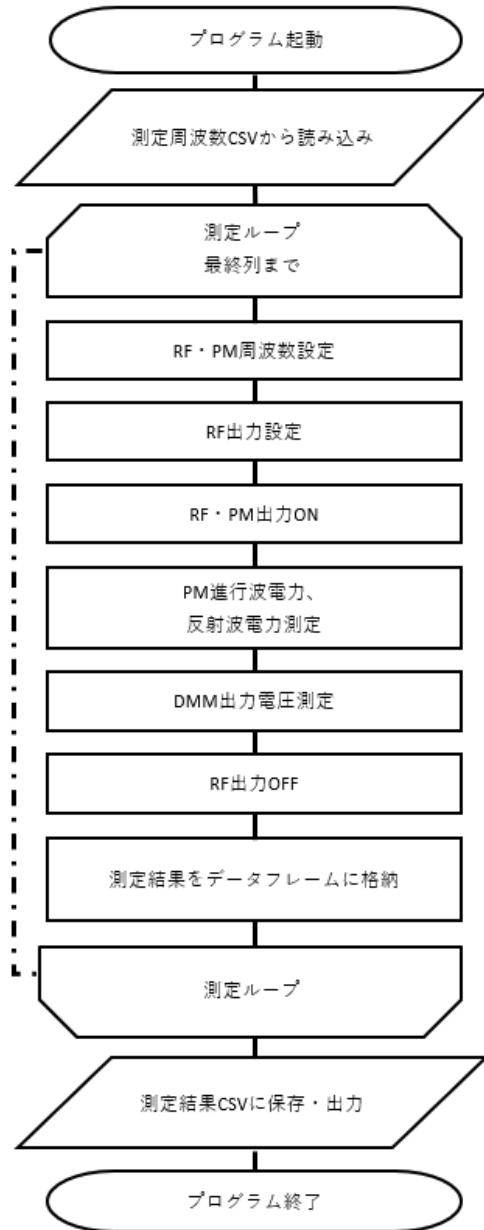 プログラム起動
測定周波数CSVから読み込み
測定ループ
最終列まで
RF・PM周波数設定
RF出力設定
RF・PM出力ON
PM進行波電力、
反射波電力測定
DMM出力電圧測定
RF出力OFF
測定結果をデータフレームに格納
測定ループ
測定結果CSVに保存・出力
プログラム終了